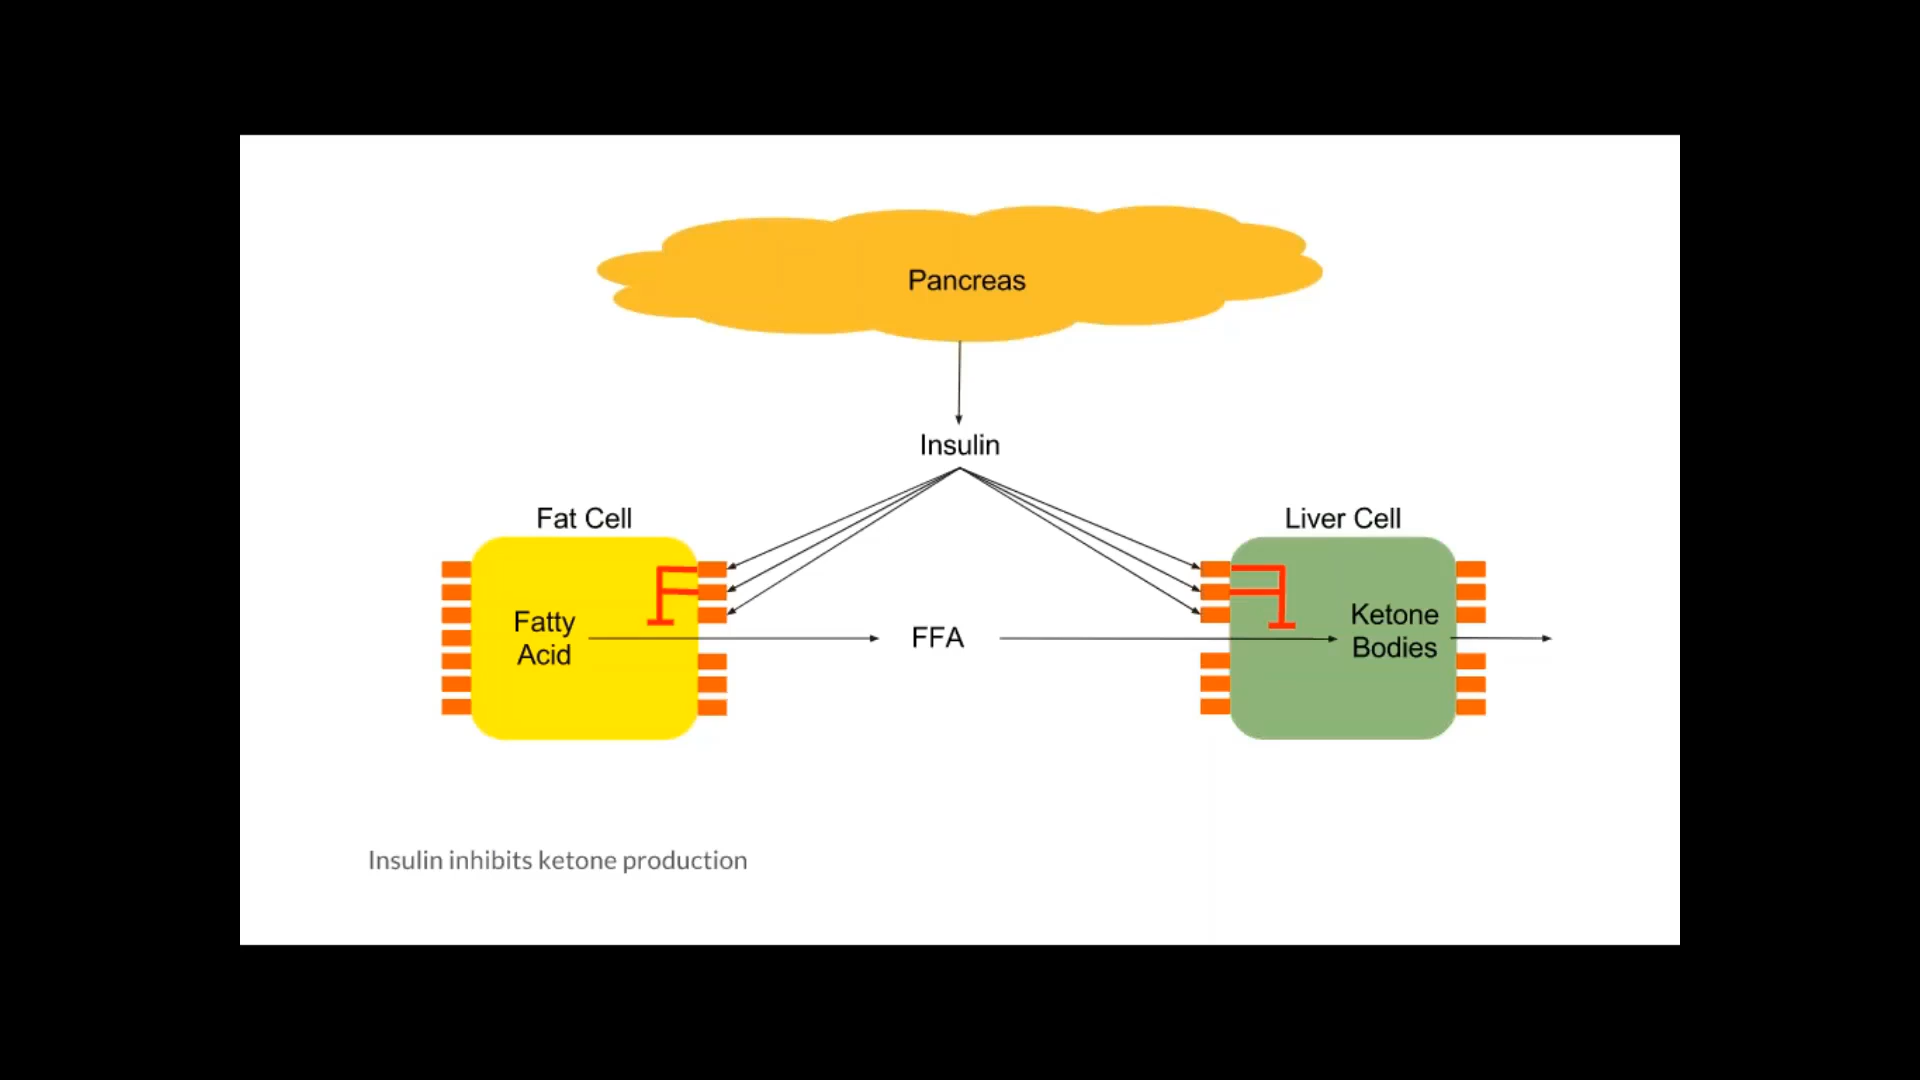 Pancreas
Insulin
Fat Cell
Liver Cell
Fatty
Acid
FFA
Ketone
Bodies
Insulin inhibits ketone production